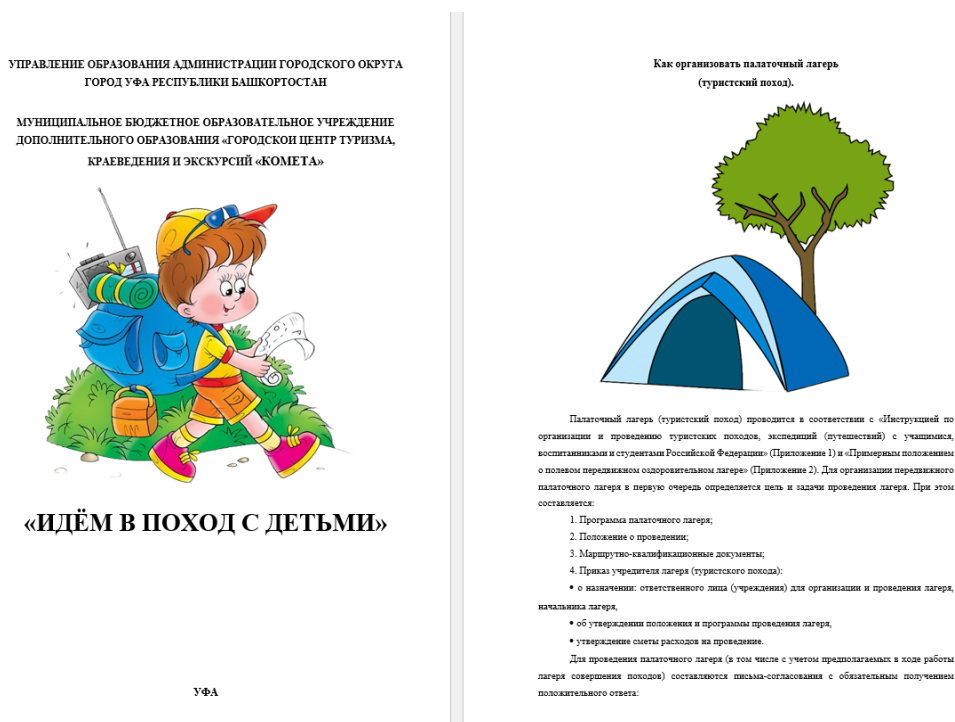 УПРАВЛЕНИЕ ОБРАЗОВАНИЯ АДМИНИСТРАЦИИ ГОРОДСКОГО ОКРУГА
ГОРОД УФА РЕСПУБЛИКИ БАШКОРТОСТАН
МУНИЦИПАЛЬНОЕ БЮДЖЕТНОЕ ОБРАЗОВАТЕЛЬНОЕ УЧРЕЖДЕНИЕ
ДОПОЛНИТЕЛЬНОГО ОБРАЗОВАНИЯ «ГОРОДСКОИ ЦЕНТР ТУРИЗМА,
КРАЕВЕДЕНИЯ И ЭКСКУРСИЙ «КОМЕТА»
«ИДЁМ В ПОХОД С ДЕТЬМИ»
УФА
Как организовать палаточный лагерь
(туристский поход).
Палаточный лагерь (туристский поход) проводится в соответствии с «Инструкцией по
организации и проведению туристских походов, экспедиций (путешествий) с учащимися,
воспитанниками и студентами Российской Федерации» (Приложение 1) и «Примерным положением
о полевом передвижном оздоровительном лагере» (Приложение 2). Для организации передвижного
палаточного лагеря в первую очередь определяется цель и задачи проведения лагеря. При этом
составляется:
1. Программа палаточного лагеря;
2. Положение о проведении;
3. Маршрутно-квалификационные документы;
4. Приказ учредителя лагеря (туристского похода):
• о назначении: ответственного лица (учреждения) для организации и проведения лагеря,
начальника лагеря,
• об утверждении положения и программы проведения лагеря,
• утверждение сметы расходов на проведение.
Для проведения палаточного лагеря (в том числе с учетом предполагаемых в ходе работы
лагеря совершения походов) составляются письма-согласования с обязательным получением
положительного ответа: